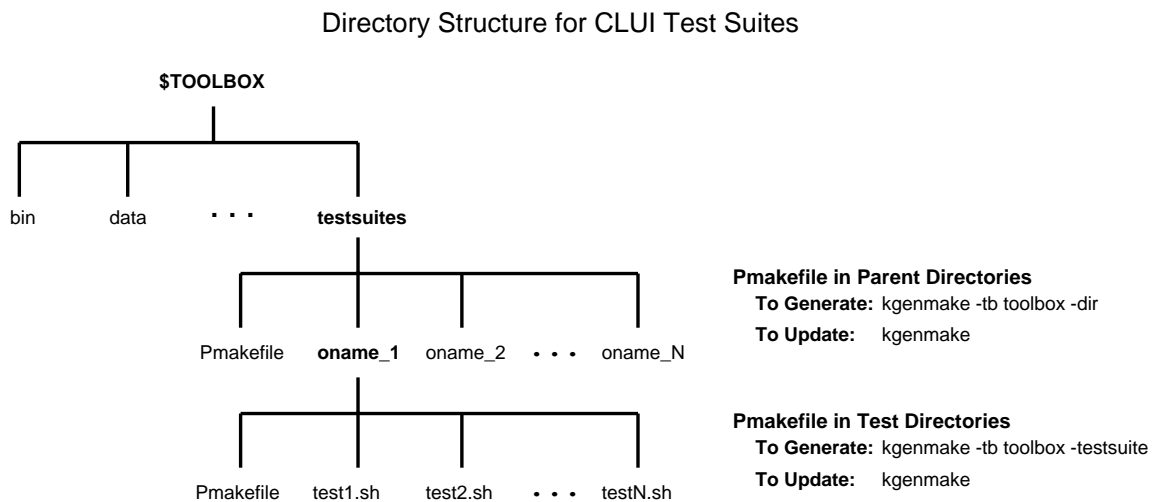 Directory Structure for CLUI Test Suites
$TOOLBOX
bin data . . . testsuites
Pmakefile in Parent Directories
To Generate: kgenmake -tb toolbox -dir
To Update: kgenmake
Pmakefile oname_1 oname_2 . . . oname_N
Pmakefile in Test Directories
To Generate: kgenmake -tb toolbox -testsuite
To Update: kgenmake
Pmakefile test1.sh test2.sh . . . testN.sh